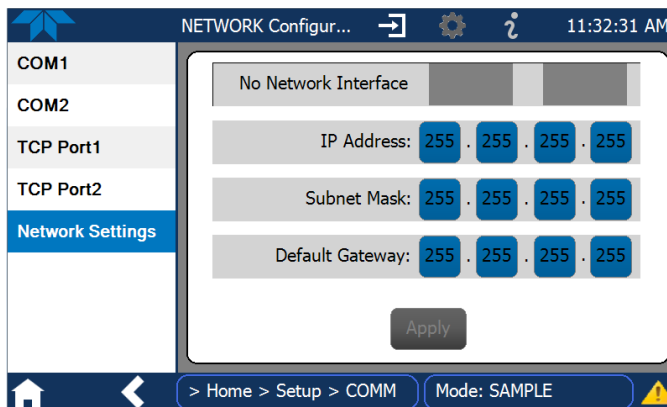 NETWORK Configur... 11:32:31 AM
COM1
COM2
TCP Port1
TCP Port2
Network Settings
No Network Interface
IP Address: 255 . 255 . 255 . 255
Subnet Mask: 255 . 255 . 255 . 255
Default Gateway: 255 . 255 . 255 . 255
Apply
> Home > Setup > COMM Mode: SAMPLE